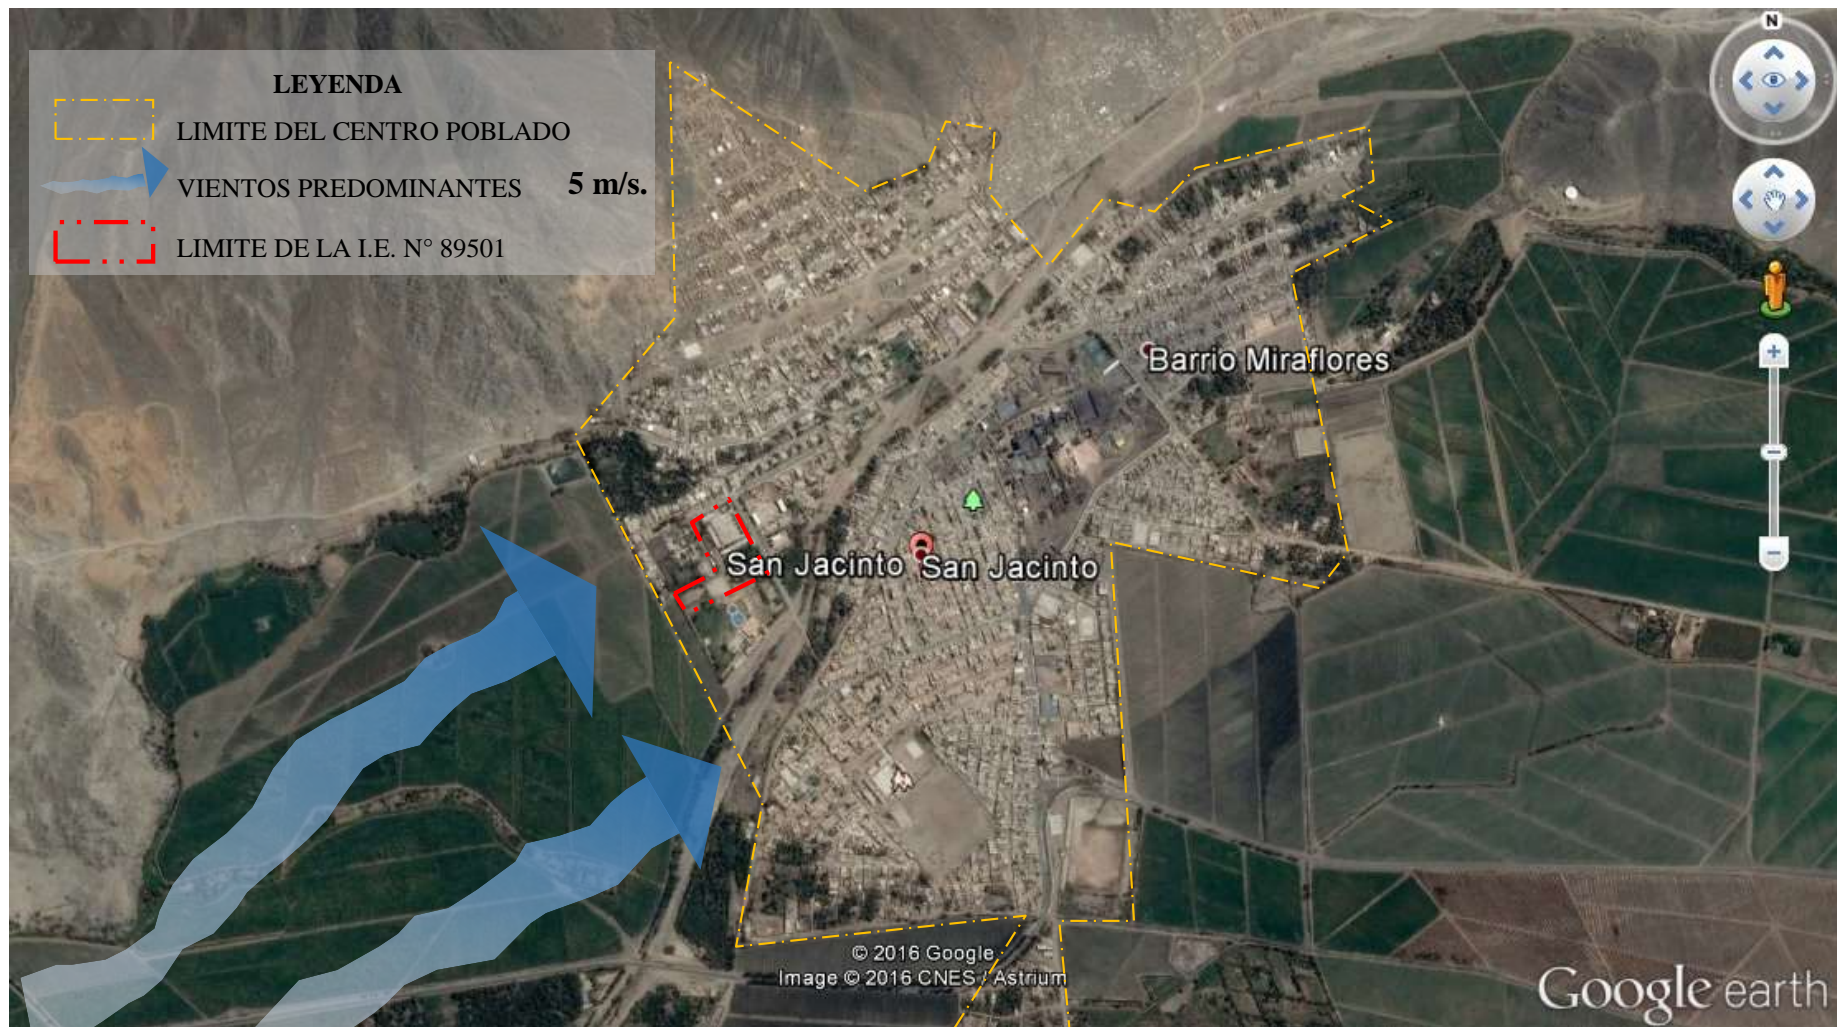 N
LEYENDA
LIMITE DEL CENTRO POBLADO
VIENTOS PREDOMINANTES 5 m/s.
LIMITE DE LA I.E. N° 89501
Barrio Miraflores
San Jacinto
San Jacinto
© 2016 Google
Image © 2016 CNES / Astrium
Google earth